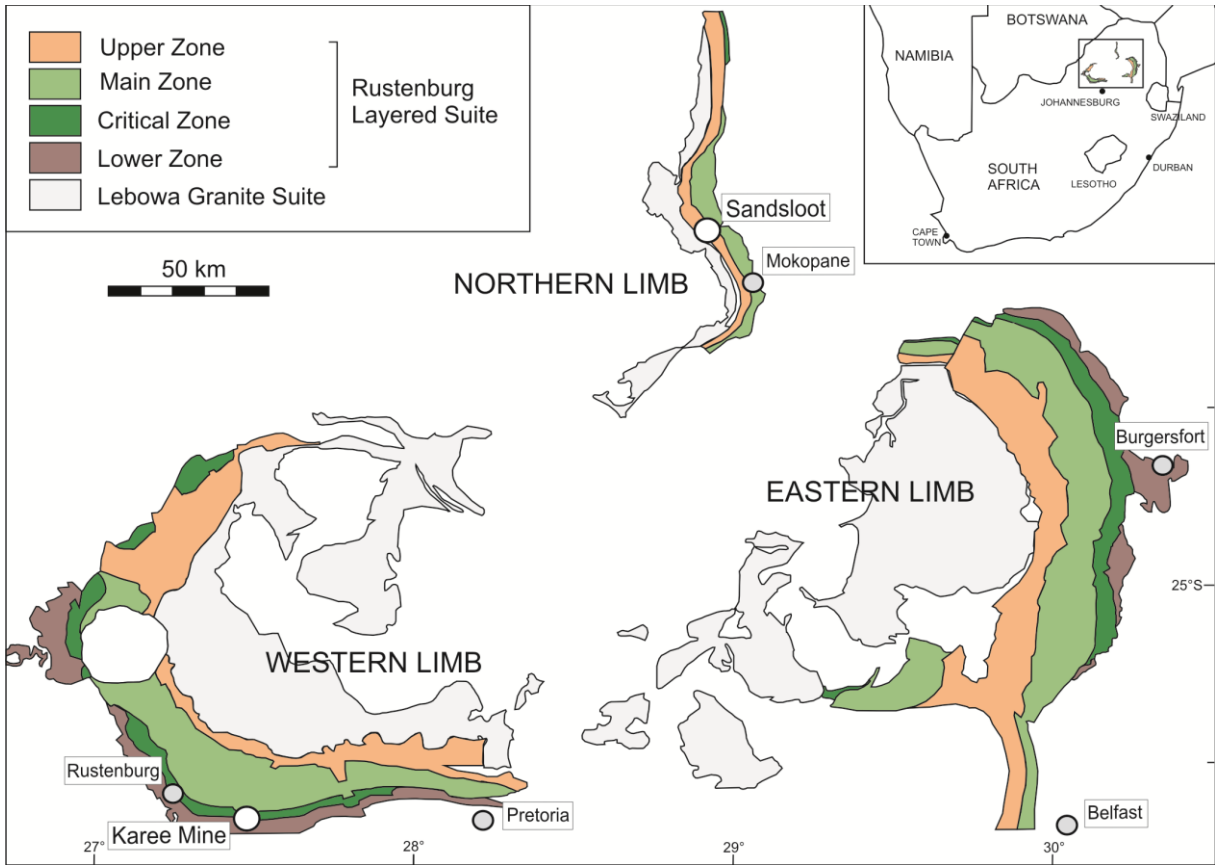 Upper Zone
Main Zone
Critical Zone
Lower Zone
Lebowa Granite Suite
Rustenburg
Layered Suite
50 km
BOTSWANA
NAMIBIA
JOHANNESBURG
SWAZILAND
SOUTH
AFRICA
LESOTHO
DURBAN
CAPE
TOWN
Sandsloot
Mokopane
NORTHERN LIMB
Burgersfort
EASTERN LIMB
25°S
WESTERN LIMB
Rustenburg
Karee Mine
Pretoria
Belfast
27°
28°
29°
30°